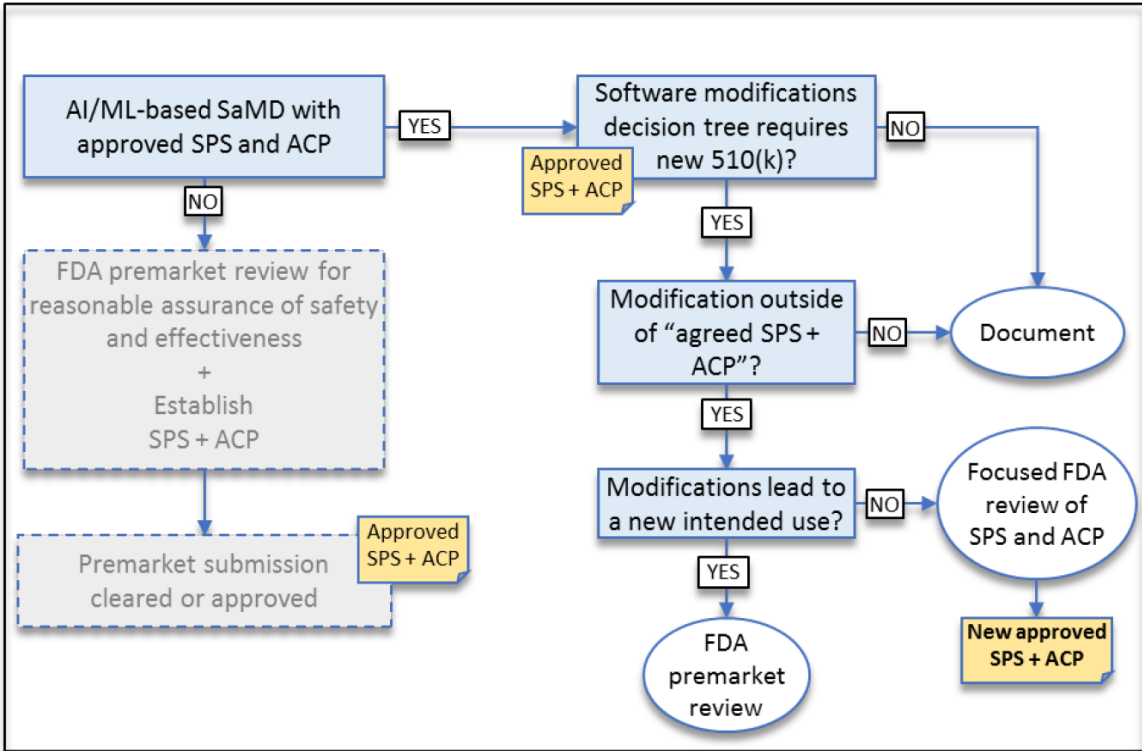 AI/ML-based SaMD with
approved SPS and ACP
YES
Software modifications
decision tree requires
new 510(k)?
NO
Approved
SPS + ACP
NO
YES
FDA premarket review for
reasonable assurance of safety
and effectiveness
+
Establish
SPS + ACP
Modification outside
of “agreed SPS +
ACP”?
NO
Document
YES
Premarket submission
cleared or approved
Approved
SPS + ACP
Modifications lead to
a new intended use?
NO
Focused FDA
review of
SPS and ACP
YES
FDA
premarket
review
New approved
SPS + ACP